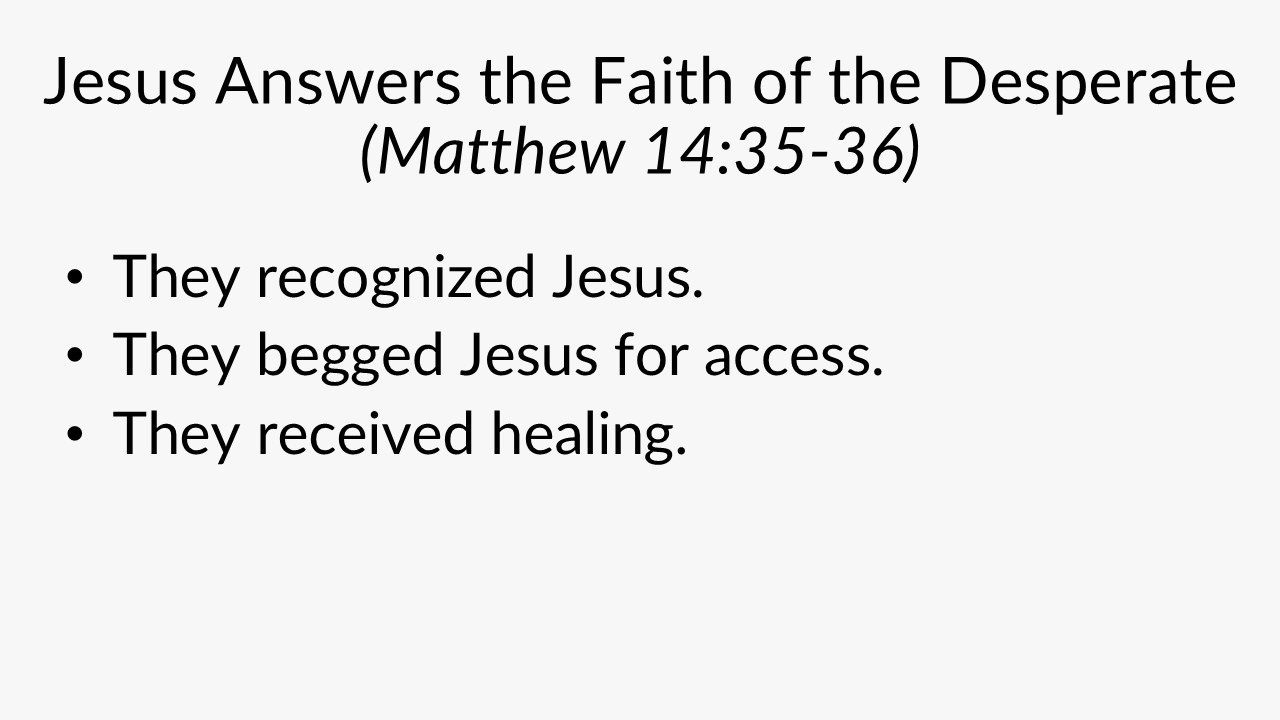 Jesus Answers the Faith of the Desperate
(Matthew 14:35-36)
• They recognized Jesus.
• They begged Jesus for access.
• They received healing.